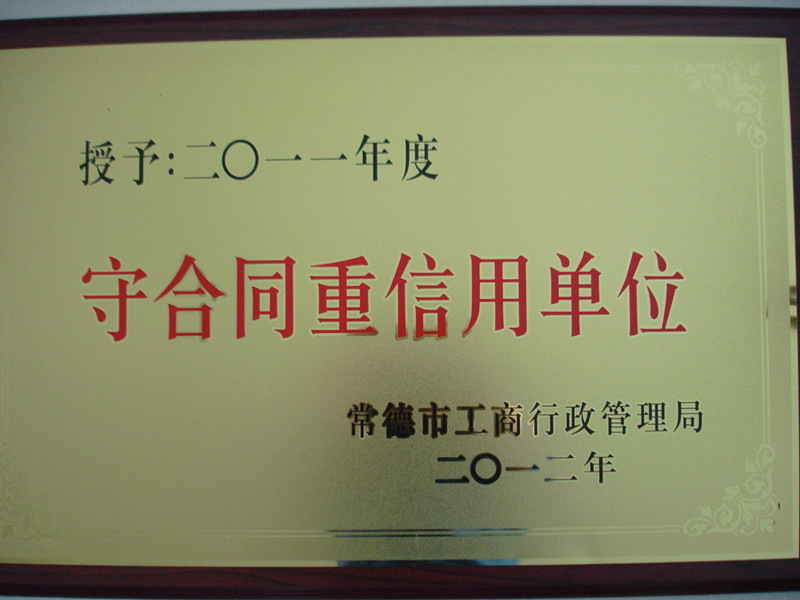 授予:二〇一一年度
守合同重信用单位
常德市工商行政管理局
二〇一二年